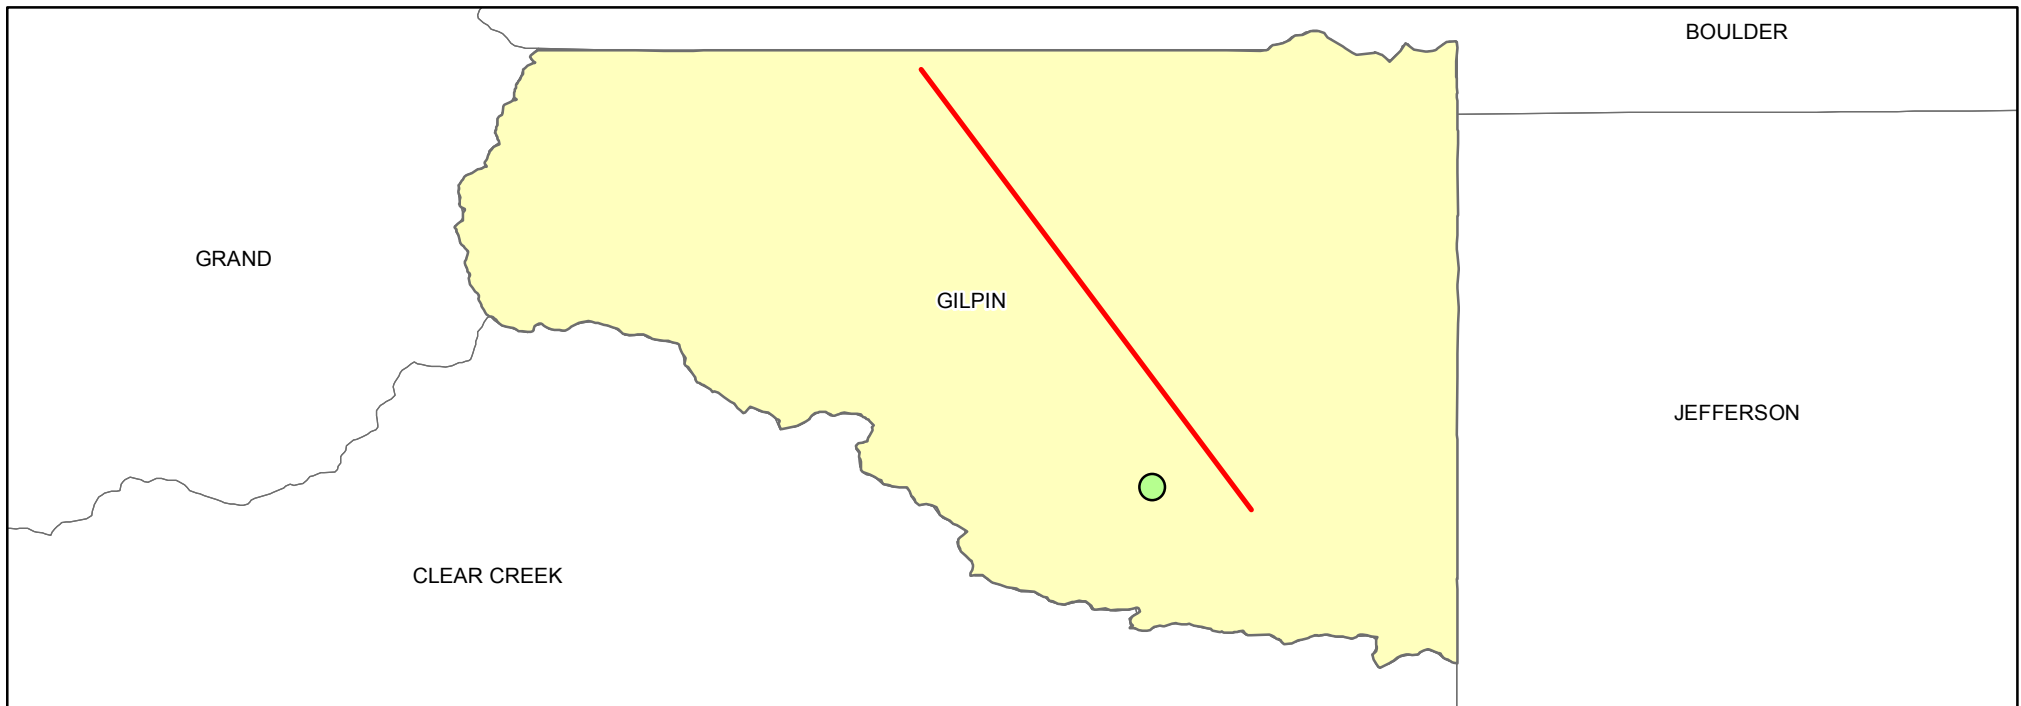 BOULDER
GRAND
GILPIN
JEFFERSON
CLEAR CREEK